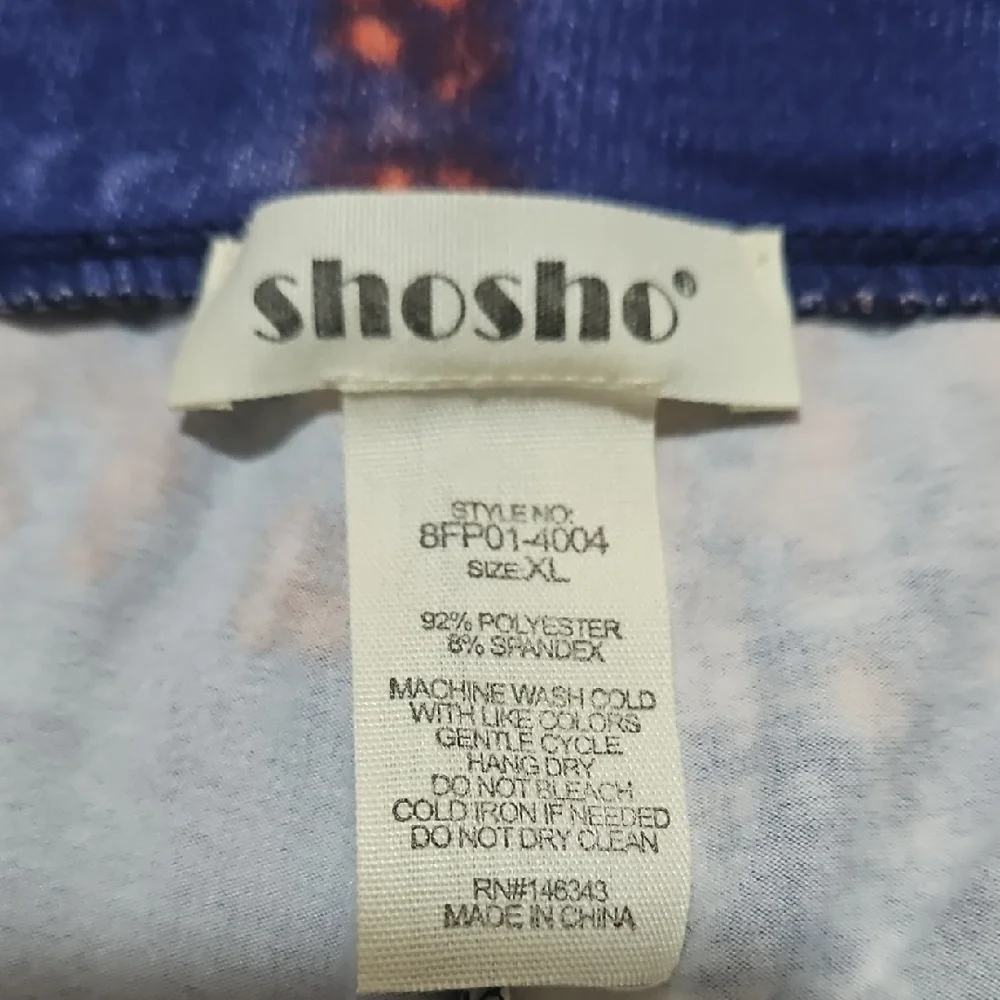 shosho®
STYLE NO:
8FP01-4004
SIZE:XL
92% POLYESTER
8% SPANDEX
MACHINE WASH COLD
WITH LIKE COLORS
GENTLE CYCLE
HANG DRY
DO NOT BLEACH
COLD IRON IF NEEDED
DO NOT DRY CLEAN
RN#146343
MADE IN CHINA